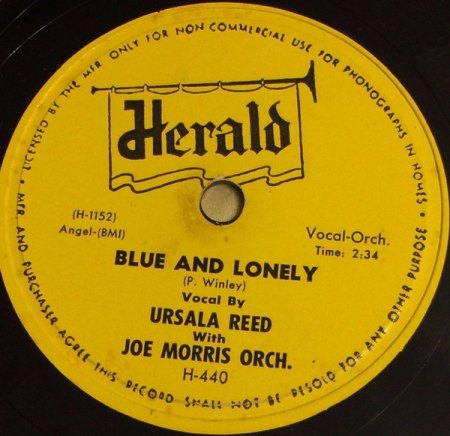 LICENSED BY THE MFR ONLY FOR NON COMMERCIAL USE FOR PHONOGRAPHS IN HOMES •
Herald
(H-1152)
Angel-(BMI)
Vocal-Orch.
Time: 2:34
BLUE AND LONELY
(P. Winley)
Vocal By
URSALA REED
With
JOE MORRIS ORCH.
H-440
• MFR AND PURCHASER AGREE THIS RECORD SHALL NOT BE RESOLD FOR ANY OTHER PURPOSE •